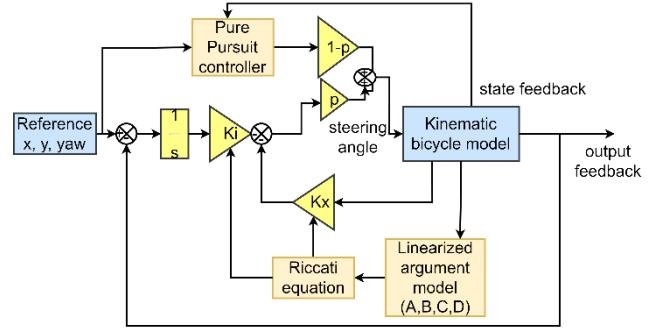 Pure
Pursuit
controller
1-p
p
state feedback
Reference
x, y, yaw
1
s
Ki
steering
angle
Kinematic
bicycle model
output
feedback
Kx
Riccati
equation
Linearized
argument
model
(A,B,C,D)